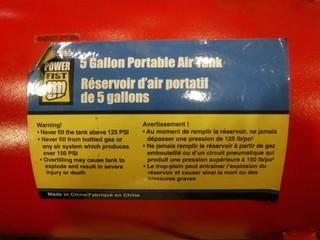 POWER
FIST
5 Gallon Portable Air Tank
Réservoir d'air portatif
de 5 gallons
Warning!
• Never fill the tank above 125 PSI
• Never fill from bottled gas or
any air system which produces
over 150 PSI
• Overfilling may cause tank to
explode and result in severe
injury or death
Avertissement !
• Au moment de remplir le réservoir, ne jamais
dépasser une pression de 125 lb/po²
• Ne jamais remplir le réservoir à partir de gaz
embouteillé ou d'un circuit pneumatique qui
produit une pression supérieure à 150 lb/po²
• Le trop-plein peut entraîner l'explosion du
réservoir et causer ainsi la mort ou des
blessures graves
Made in China/Fabriqué en Chine